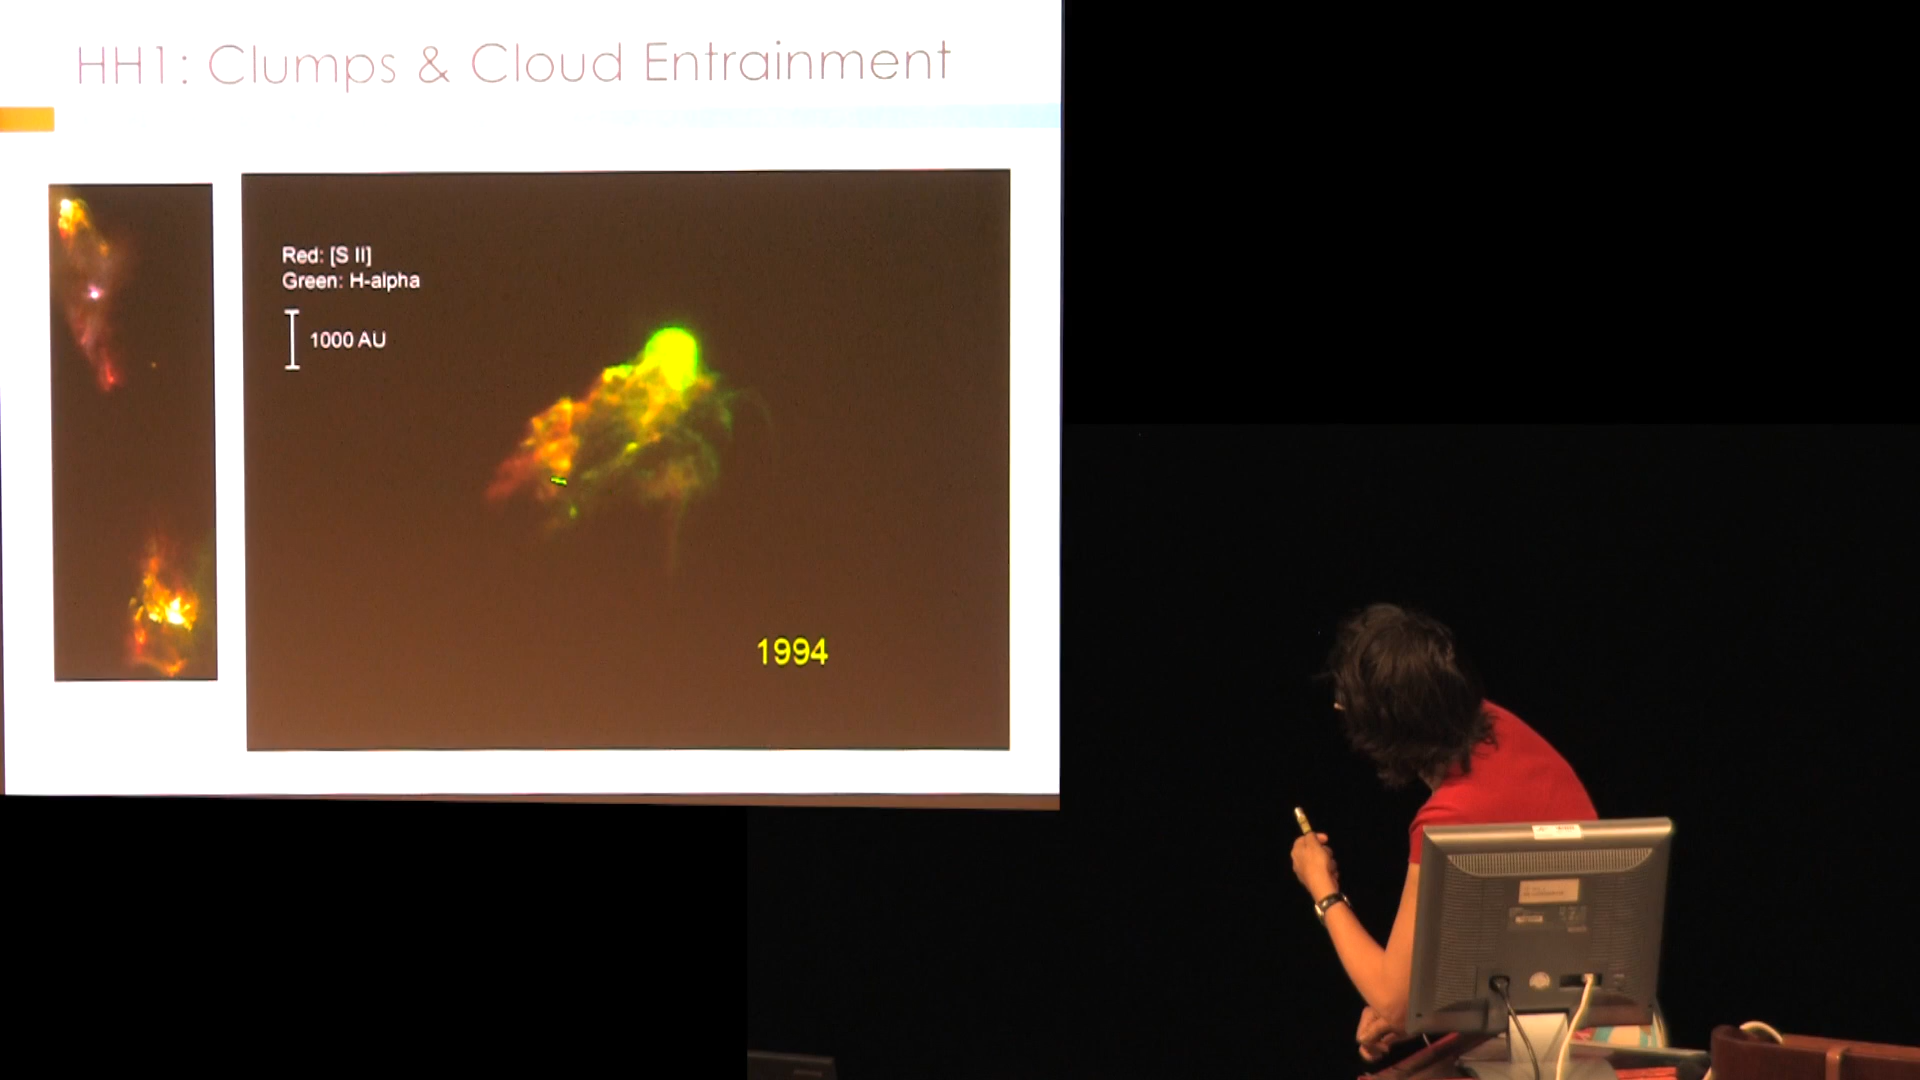 HH1: Clumps & Cloud Entrainment
Red: [S II]
Green: H-alpha
1000 AU
1994